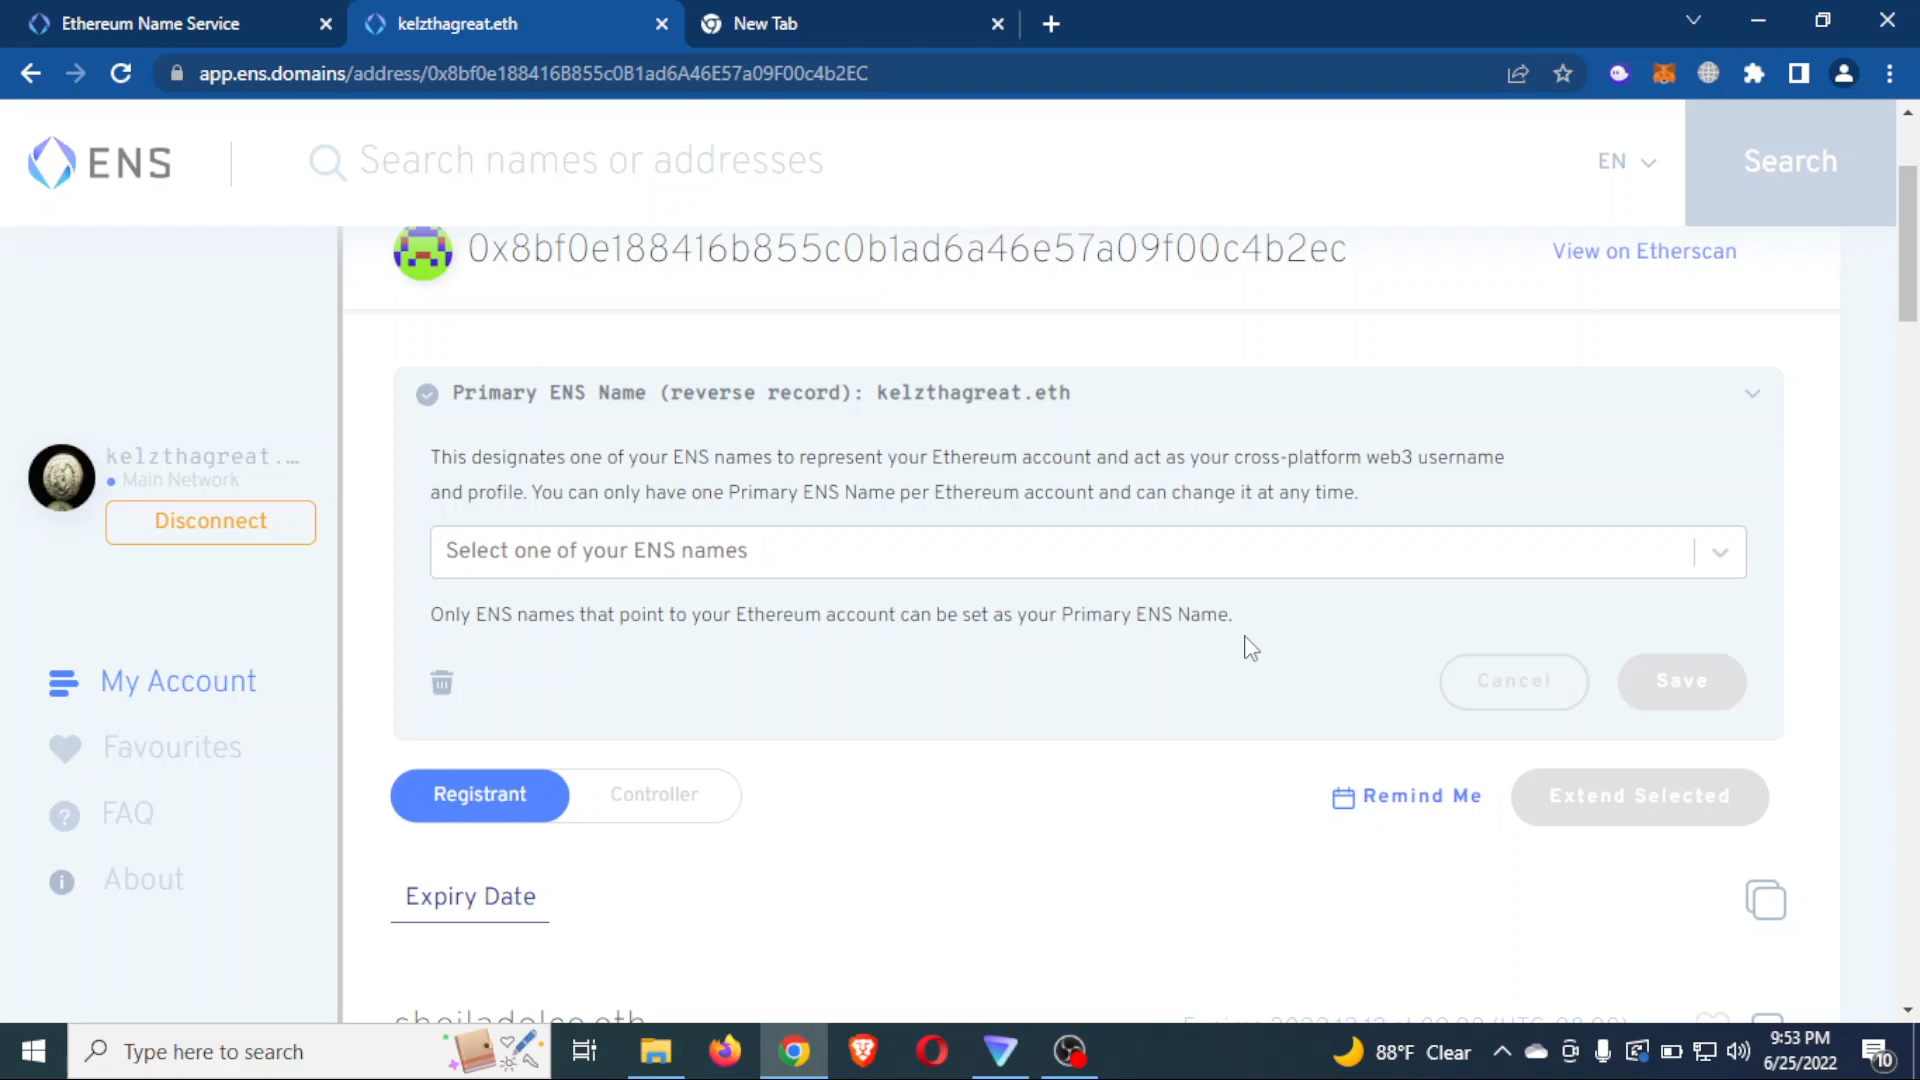 Ethereum Name Service
kelzthagreat.eth
New Tab
app.ens.domains/address/0x8bf0e188416B855c0B1ad6A46E57a09F00c4b2EC
ENS
Search names or addresses
EN
Search
0x8bf0e188416b855c0b1ad6a46e57a09f00c4b2ec
View on Etherscan
Primary ENS Name (reverse record): kelzthagreat.eth
This designates one of your ENS names to represent your Ethereum account and act as your cross-platform web3 username
and profile. You can only have one Primary ENS Name per Ethereum account and can change it at any time.
kelzthagreat....
Main Network
Disconnect
Select one of your ENS names
Only ENS names that point to your Ethereum account can be set as your Primary ENS Name.
Cancel
Save
My Account
Favourites
FAQ
About
Registrant
Controller
Remind Me
Extend Selected
Expiry Date
Type here to search
88°F Clear
9:53 PM
6/25/2022
10